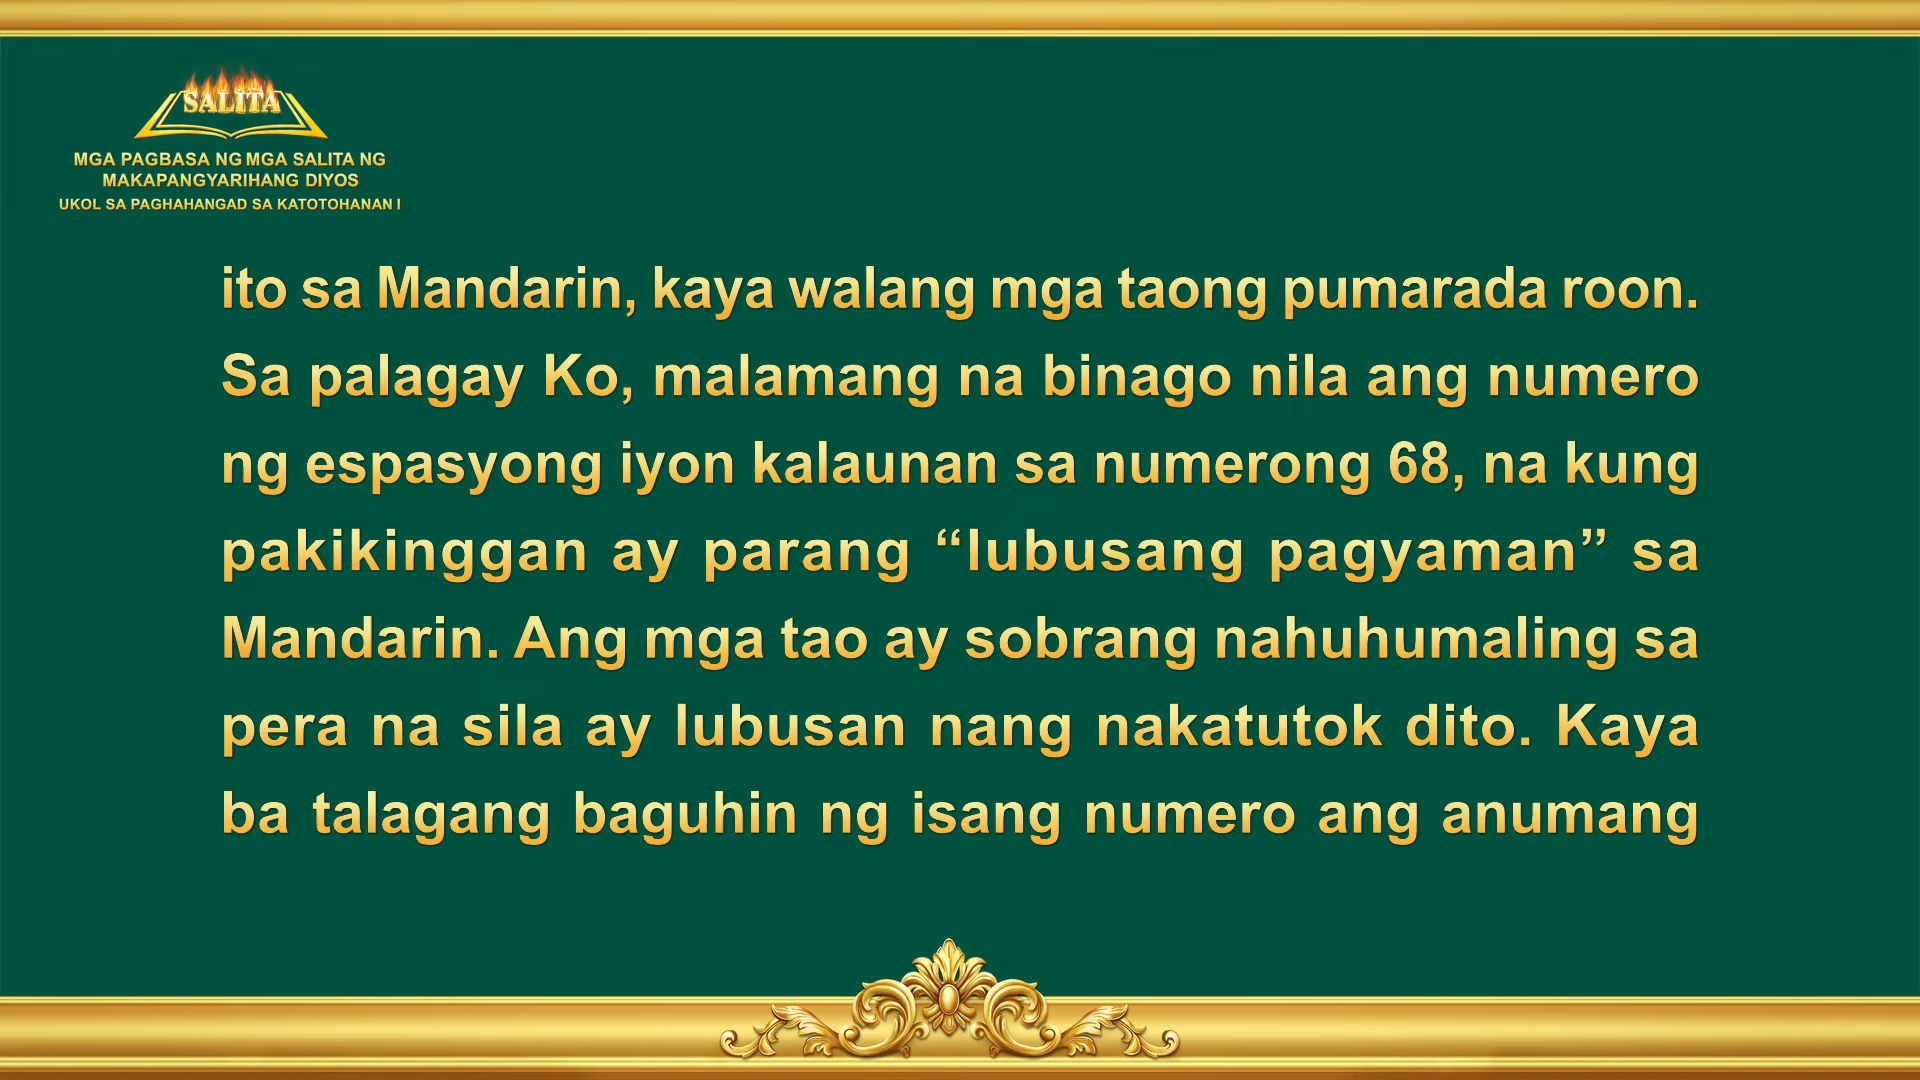 SALITA
MGA PAGBASA NG MGA SALITA NG
MAKAPANGYARIHANG DIYOS
UKOL SA PAGHAHANGAD SA KATOTOHANAN I
ito sa Mandarin, kaya walang mga taong pumarada roon.
Sa palagay Ko, malamang na binago nila ang numero
ng espasyong iyon kalaunan sa numerong 68, na kung
pakikinggan ay parang “lubusang pagyaman” sa
Mandarin. Ang mga tao ay sobrang nahuhumaling sa
pera na sila ay lubusan nang nakatutok dito. Kaya
ba talagang baguhin ng isang numero ang anumang